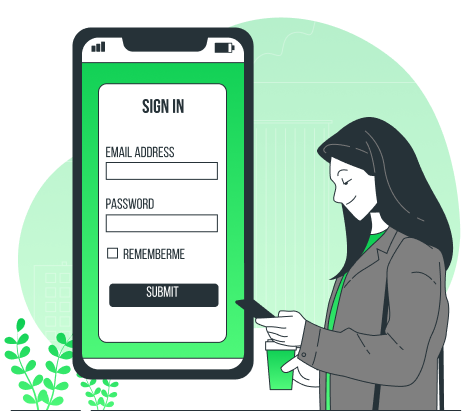 SIGN IN
EMAIL ADDRESS
PASSWORD
REMEMBERME
SUBMIT